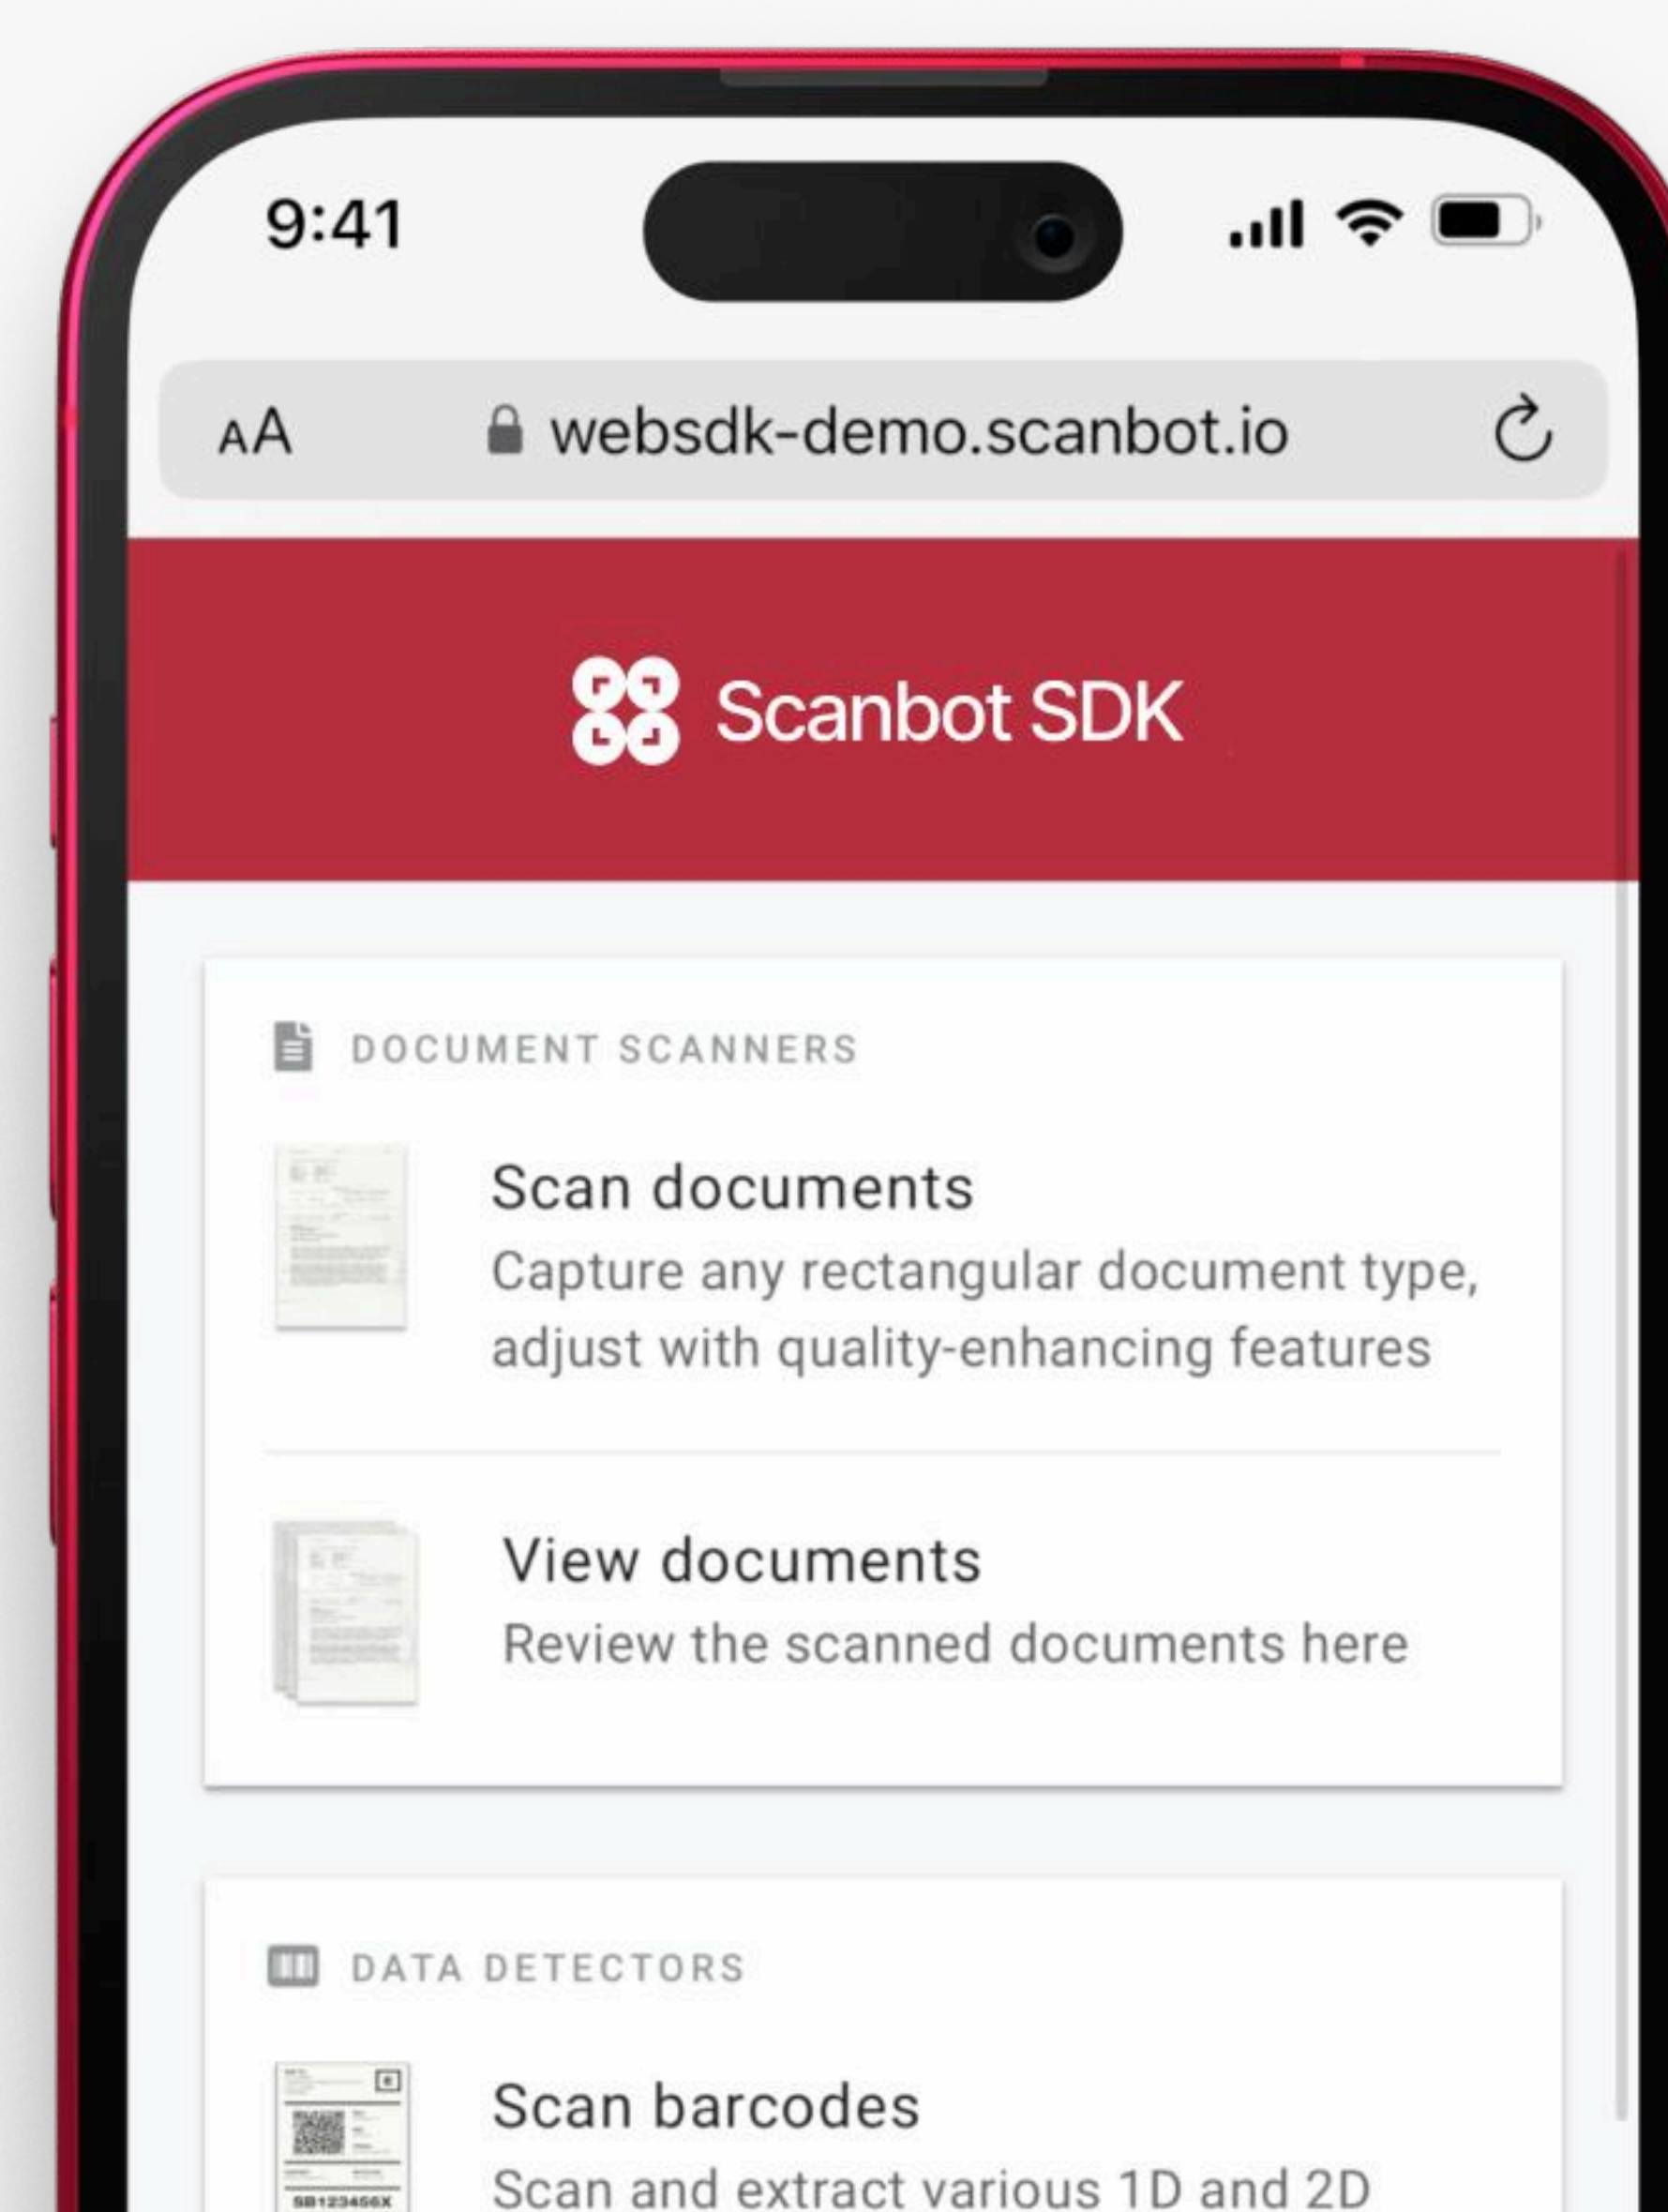 9:41
AA websdk-demo.scanbot.io
Scanbot SDK
DOCUMENT SCANNERS
Scan documents
Capture any rectangular document type,
adjust with quality-enhancing features
View documents
Review the scanned documents here
DATA DETECTORS
Scan barcodes
Scan and extract various 1D and 2D
SB123456X